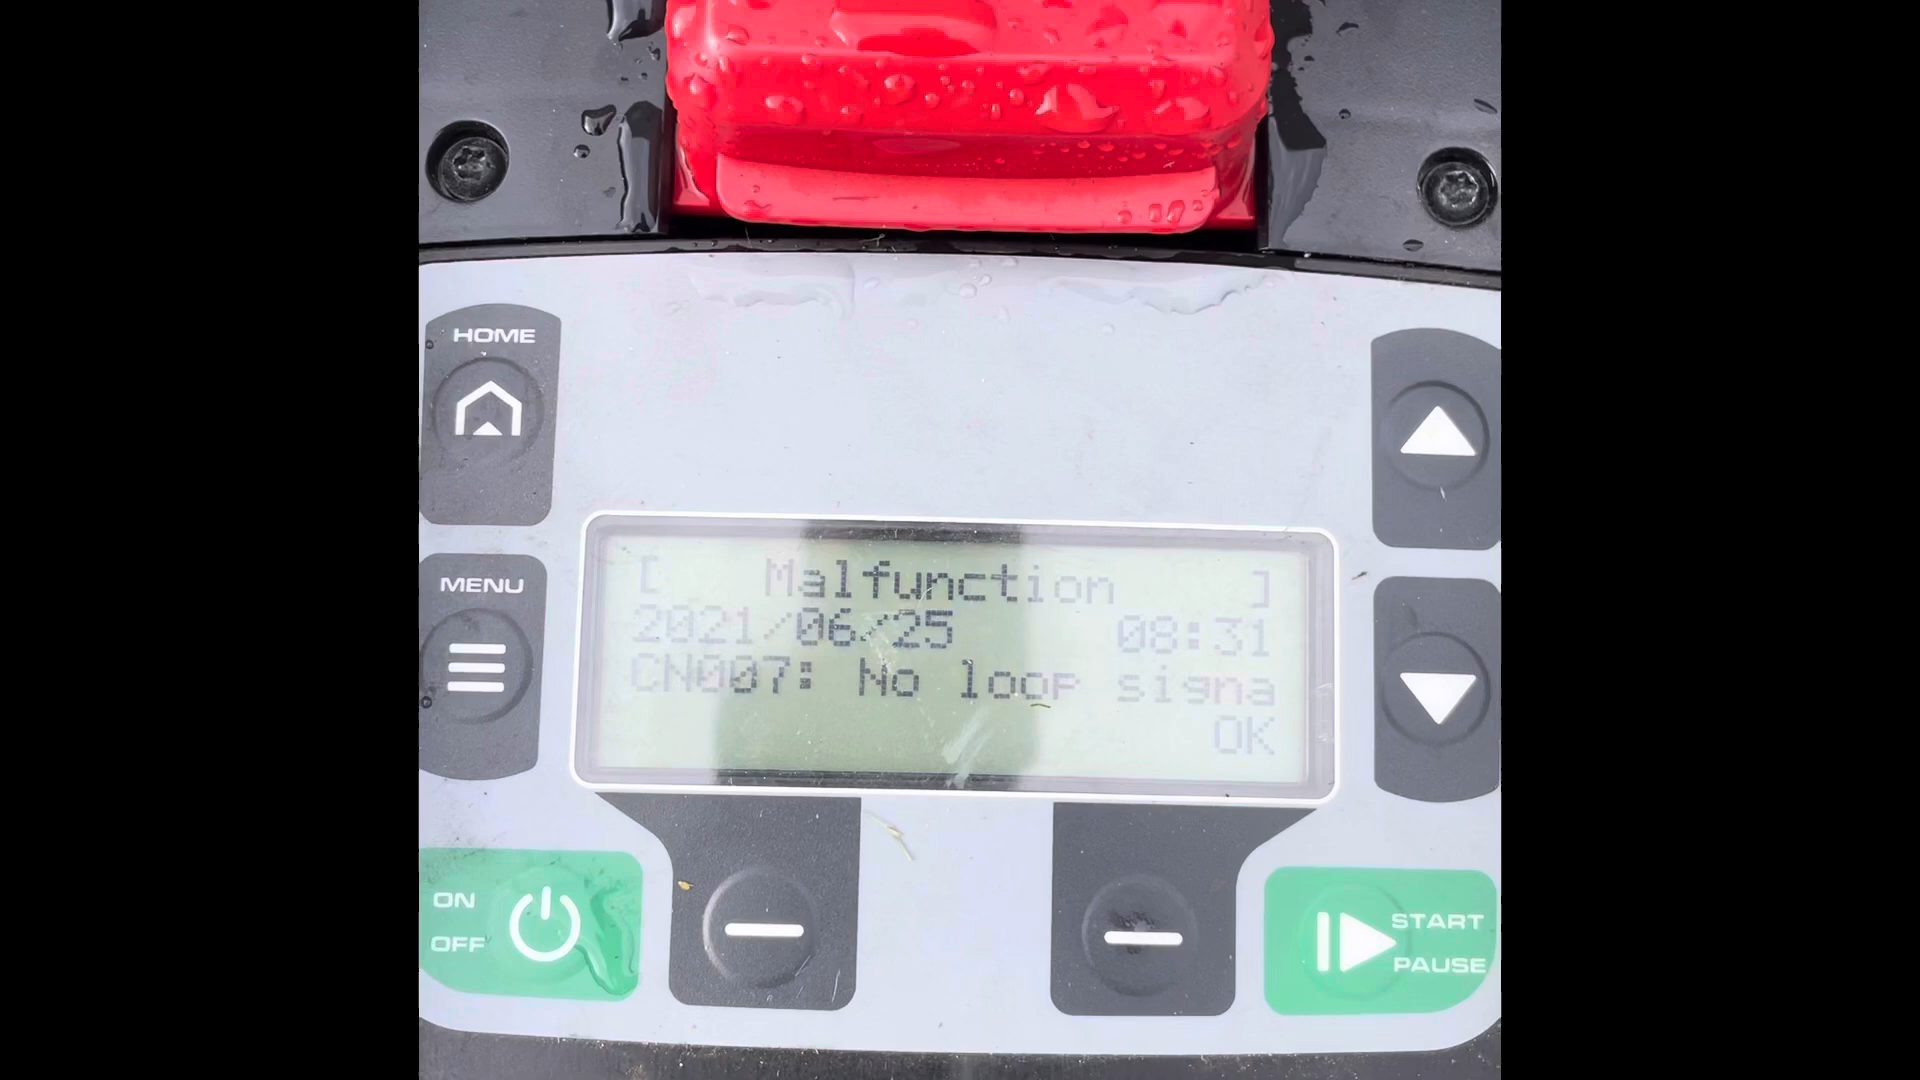 HOME
MENU
[ Malfunction ]
2021/06/25 08:31
CN007: No loop signa
OK
ON
OFF
START
PAUSE